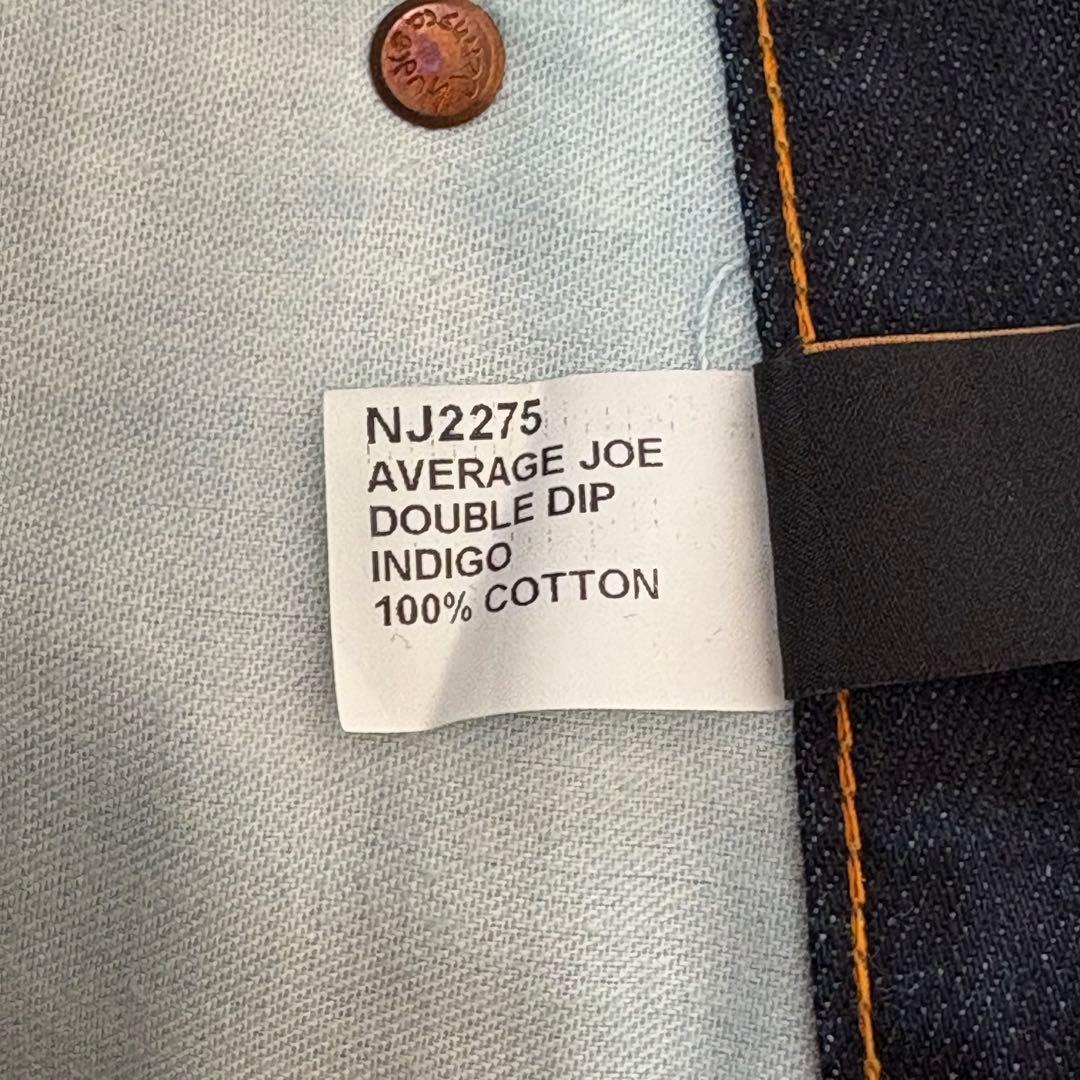 NJ2275
AVERAGE JOE
DOUBLE DIP
INDIGO
100% COTTON